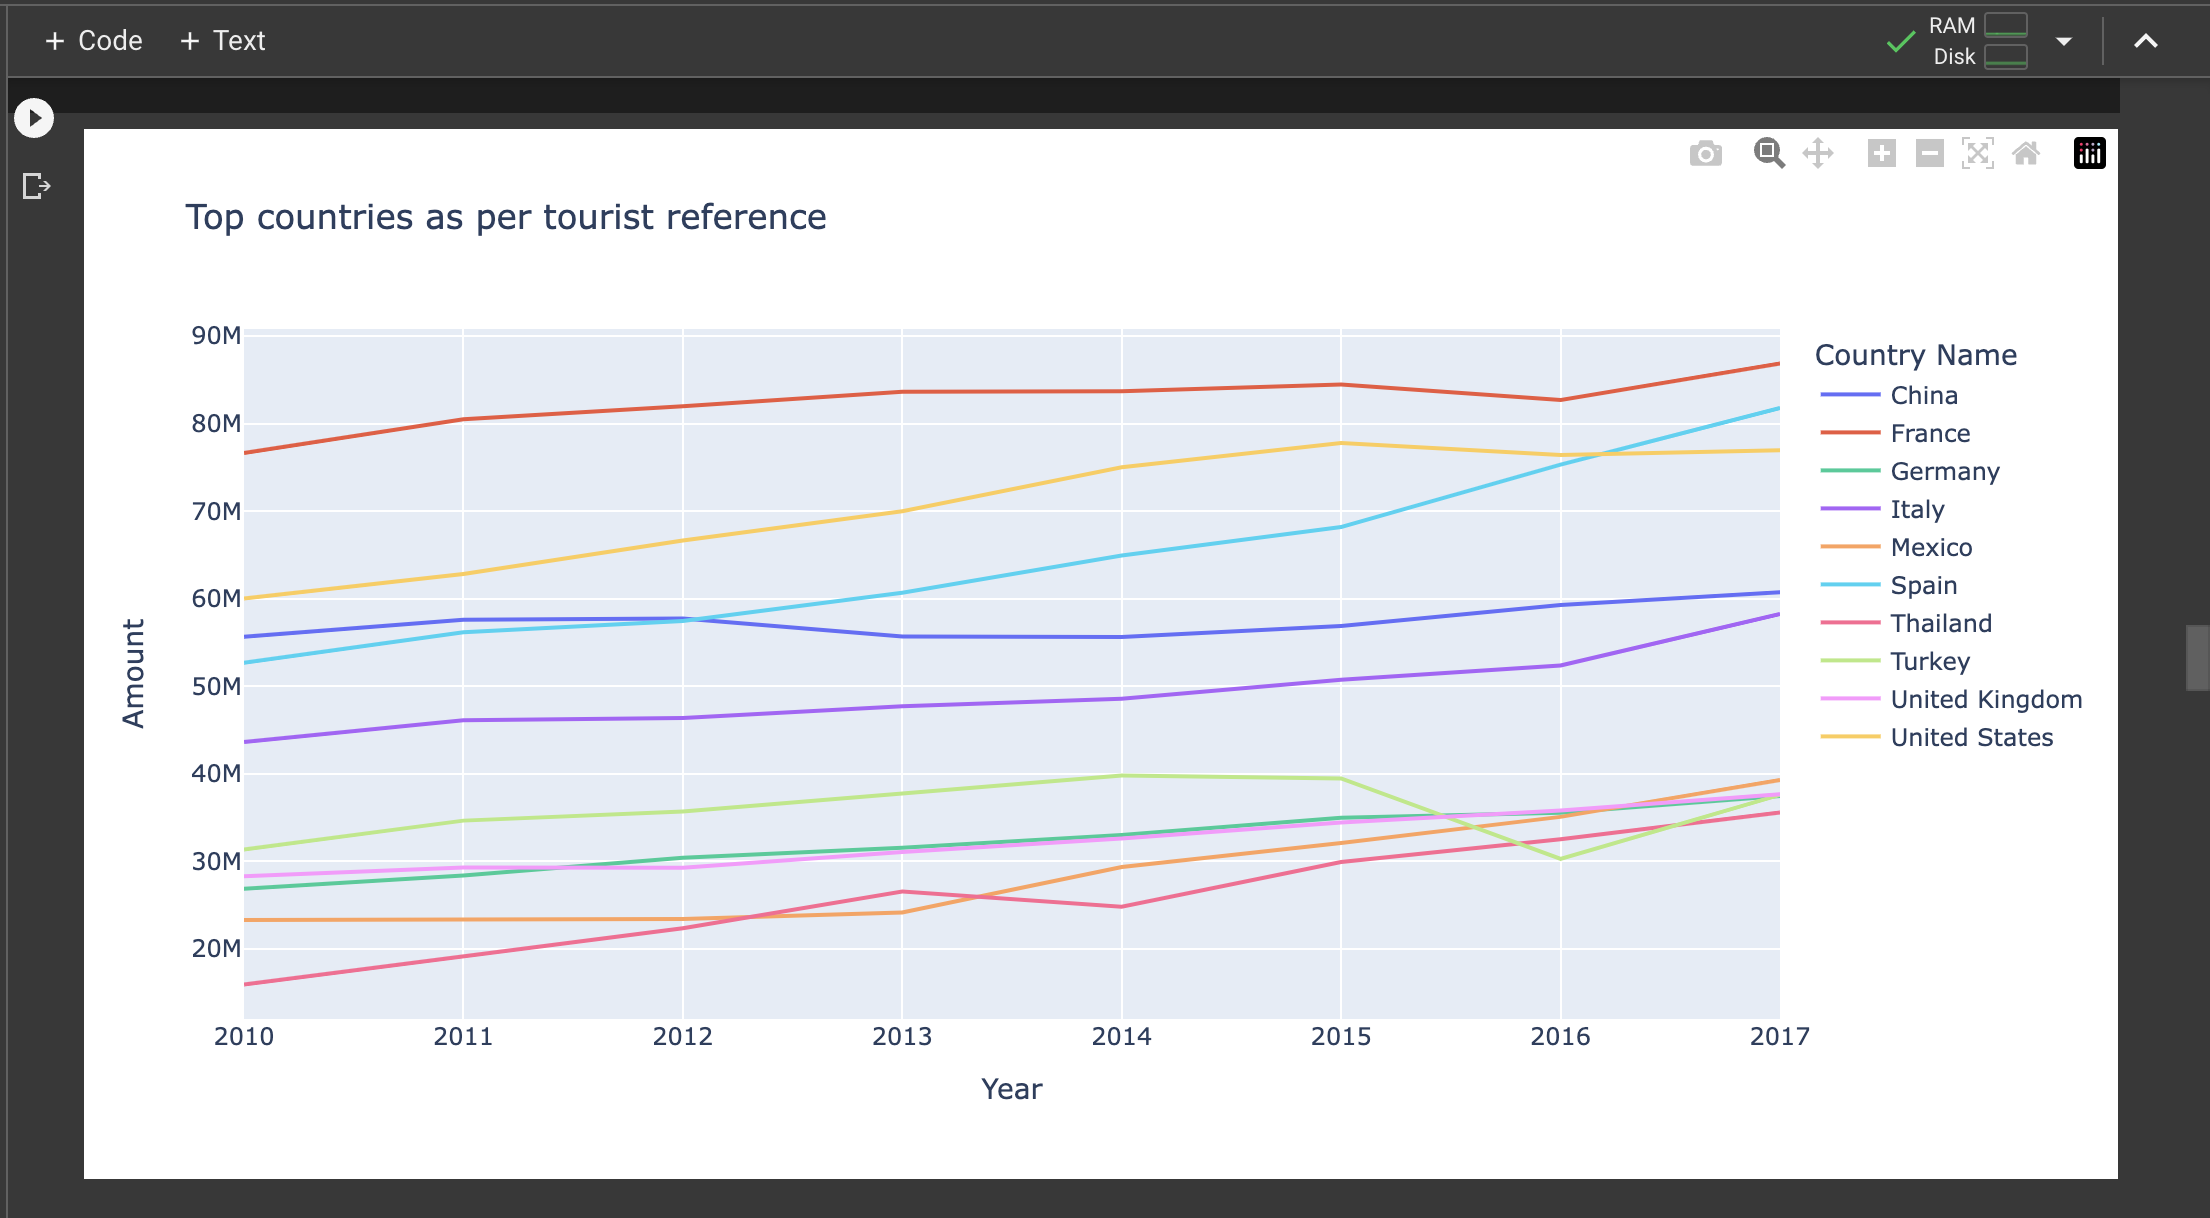 + Code + Text
RAM
Disk
Top countries as per tourist reference
90M
80M
70M
60M
50M
40M
30M
20M
Amount
2010 2011 2012 2013 2014 2015 2016 2017
Year
Country Name
China
France
Germany
Italy
Mexico
Spain
Thailand
Turkey
United Kingdom
United States